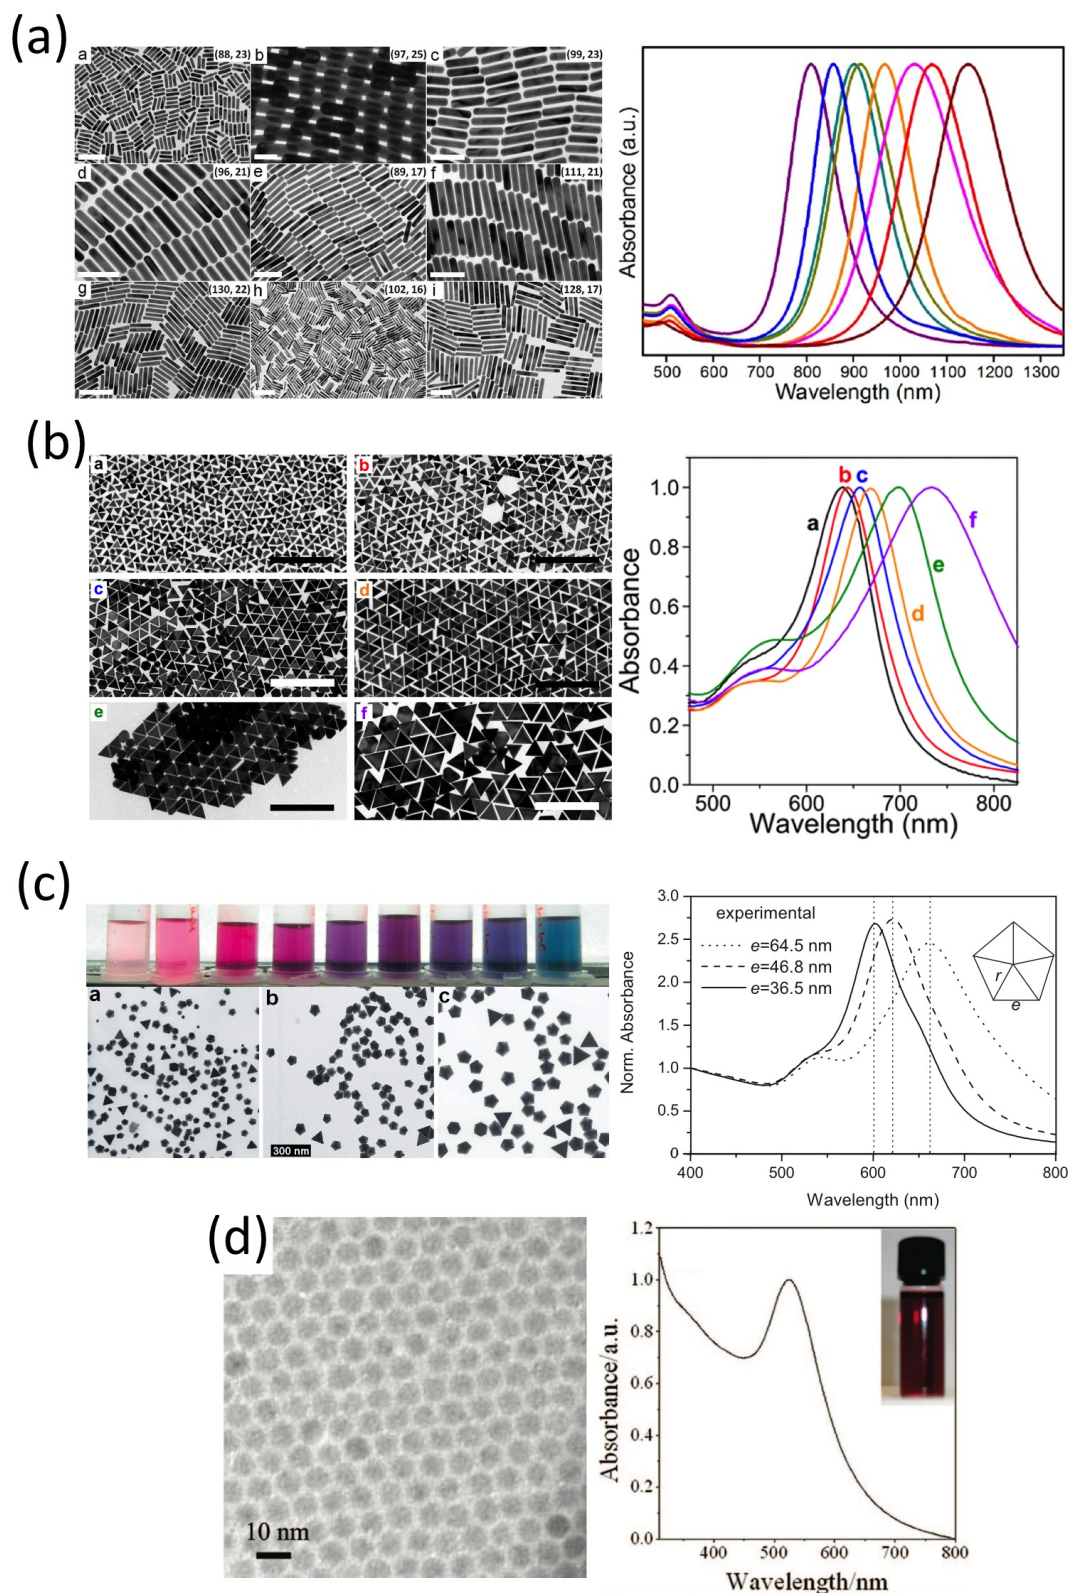 (a)
a (88, 23) b (97, 25) c (99, 23)
d (96, 21) e (89, 17) f (111, 21)
g (130, 22) h (102, 16) i (128, 17)
Absorbance (a.u.)
500 600 700 800 900 1000 1100 1200 1300
Wavelength (nm)
(b)
a b
c d
e f
Absorbance
1.0
0.8
0.6
0.4
0.2
0.0
a b c d e f
500 600 700 800
Wavelength (nm)
(c)
a b c
300 nm
Norm. Absorbance
3.0
2.5
2.0
1.5
1.0
0.5
0
experimental
e=64.5 nm
e=46.8 nm
e=36.5 nm
r
e
400 500 600 700 800
Wavelength (nm)
(d)
10 nm
Absorbance/a.u.
1.2
1.0
0.8
0.6
0.4
0.2
0.0
400 500 600 700 800
Wavelength/nm